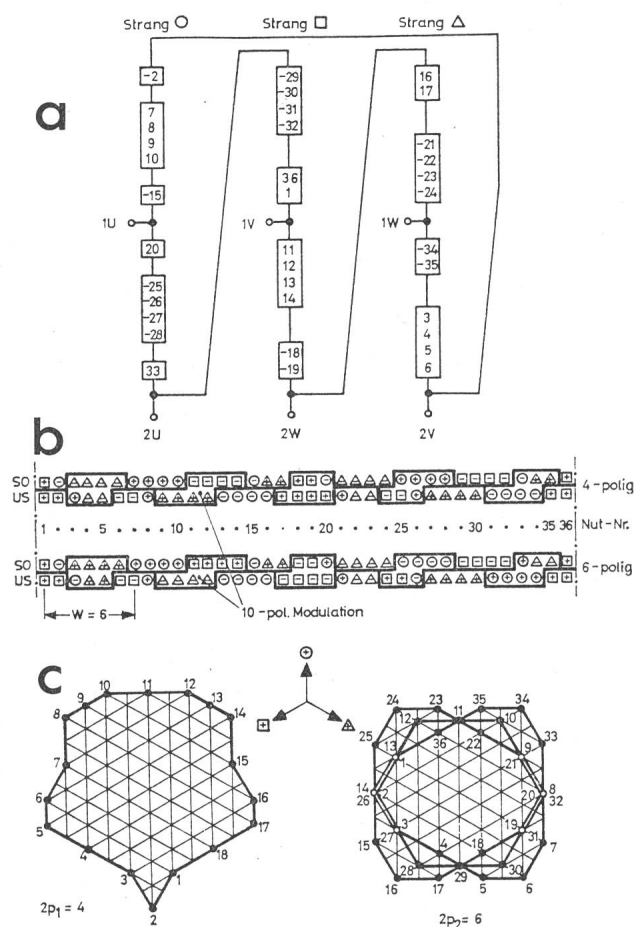 a
Strang
Strang
Strang
-2
7
8
9
10
-15
1U
20
-25
-26
-27
-28
33
2U
-29
-30
-31
-32
36
1
1V
11
12
13
14
-18
-19
2W
16
17
-21
-22
-23
-24
1W
-34
-35
3
4
5
6
2V
b
SO
US
4-polig
1 5 10 15 20 25 30 35 36 Nut-Nr.
SO
US
6-polig
W = 6
10-pol. Modulation
c
10 11 12
9 13
8 14
7 15
6 16
5 17
4 18
3 1
2
2p₁ = 4
24 23 11 35 34
12 10
25 36 22 33
13 9
1 21
14 2 20 8
26 32
3 19
27 31
15 4 18 7
28 30
16 17 29 5 6
2p₂ = 6